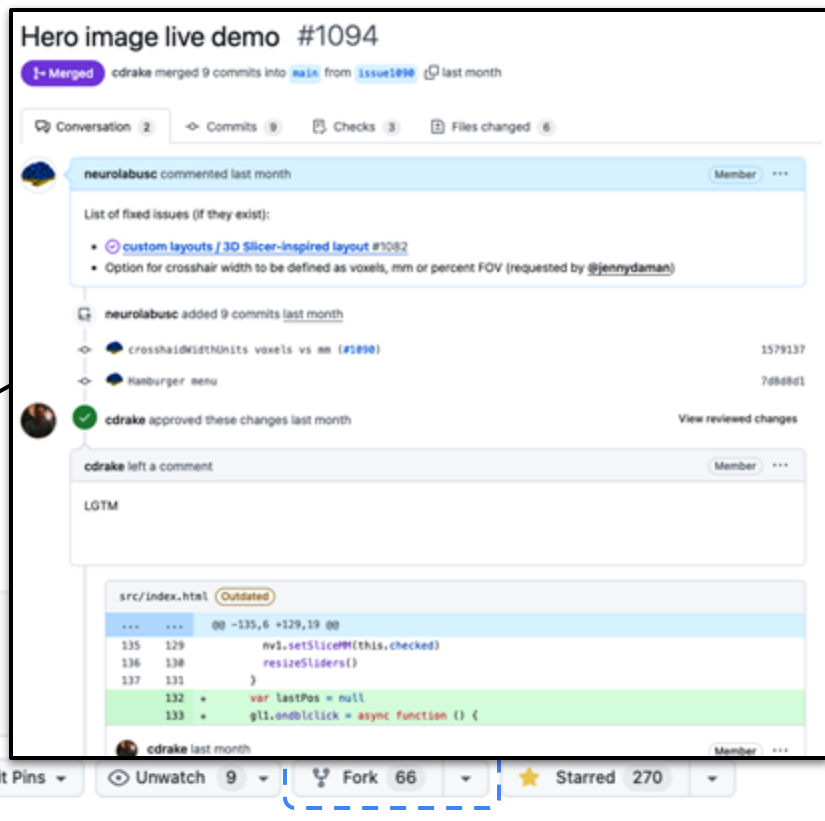 Hero image live demo #1094
Merged cdrake merged 9 commits into main from issue1090 last month
Conversation 2 Commits 9 Checks 3 Files changed 6
neurolabusc commented last month Member ...
List of fixed issues (if they exist):
• custom layouts / 3D Slicer-inspired layout #1082
• Option for crosshair width to be defined as voxels, mm or percent FOV (requested by @jennydaman)
neurolabusc added 9 commits last month
crosshaidWidthUnits voxels vs mm (#1090) 1579137
Hamburger menu 7d8d8d1
cdrake approved these changes last month View reviewed changes
cdrake left a comment Member ...
LGTM
src/index.html Outdated
... ... @@ -135,6 +129,19 @@
135 129 nv1.setSliceMM(this.checked)
136 130 resizeSliders()
137 131 }
132 + var lastPos = null
133 + gl1.ondblclick = async function () {
cdrake last month Member ...
it Pins Unwatch 9 Fork 66 Starred 270